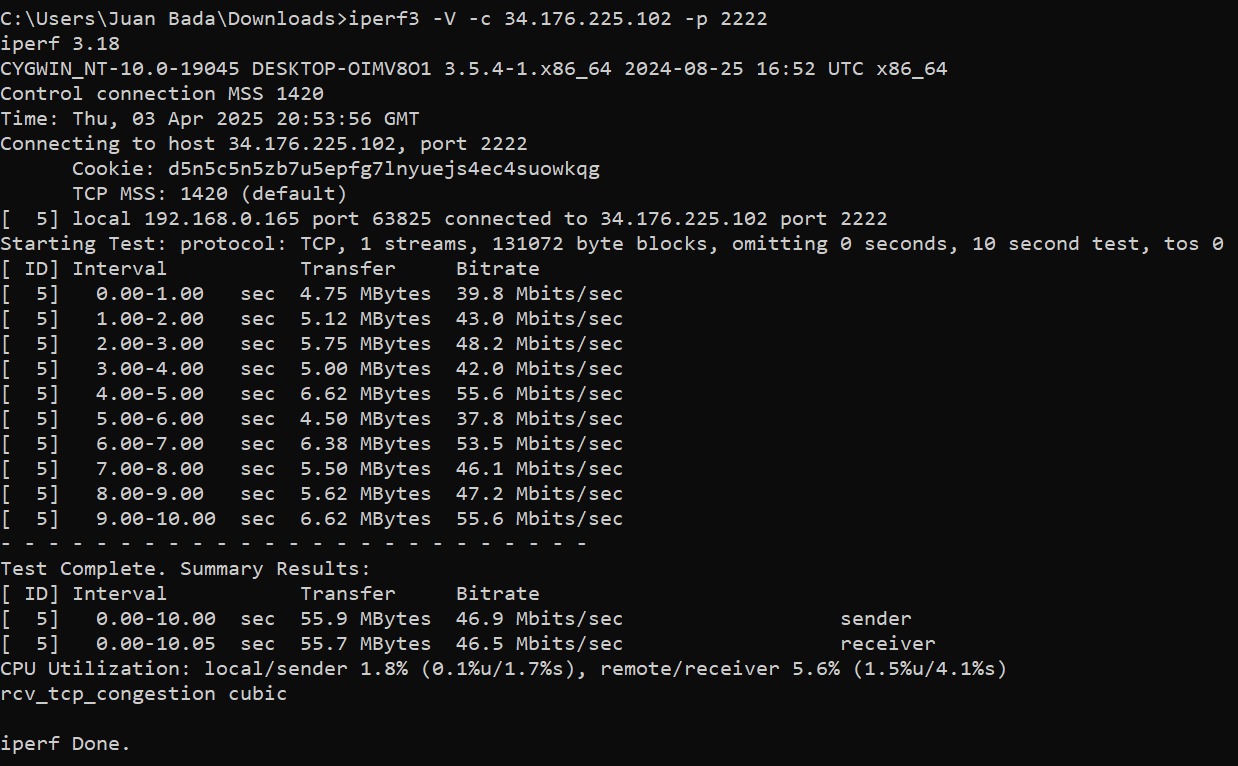 C:\Users\Juan Bada\Downloads>iperf3 -V -c 34.176.225.102 -p 2222
iperf 3.18
CYGWIN_NT-10.0-19045 DESKTOP-OIMV8O1 3.5.4-1.x86_64 2024-08-25 16:52 UTC x86_64
Control connection MSS 1420
Time: Thu, 03 Apr 2025 20:53:56 GMT
Connecting to host 34.176.225.102, port 2222
      Cookie: d5n5c5n5zb7u5epfg7lnyuejs4ec4suowkqg
      TCP MSS: 1420 (default)
[  5] local 192.168.0.165 port 63825 connected to 34.176.225.102 port 2222
Starting Test: protocol: TCP, 1 streams, 131072 byte blocks, omitting 0 seconds, 10 second test, tos 0
[ ID] Interval           Transfer     Bitrate
[  5]   0.00-1.00   sec  4.75 MBytes  39.8 Mbits/sec
[  5]   1.00-2.00   sec  5.12 MBytes  43.0 Mbits/sec
[  5]   2.00-3.00   sec  5.75 MBytes  48.2 Mbits/sec
[  5]   3.00-4.00   sec  5.00 MBytes  42.0 Mbits/sec
[  5]   4.00-5.00   sec  6.62 MBytes  55.6 Mbits/sec
[  5]   5.00-6.00   sec  4.50 MBytes  37.8 Mbits/sec
[  5]   6.00-7.00   sec  6.38 MBytes  53.5 Mbits/sec
[  5]   7.00-8.00   sec  5.50 MBytes  46.1 Mbits/sec
[  5]   8.00-9.00   sec  5.62 MBytes  47.2 Mbits/sec
[  5]   9.00-10.00  sec  6.62 MBytes  55.6 Mbits/sec
- - - - - - - - - - - - - - - - - - - - - - - - -
Test Complete. Summary Results:
[ ID] Interval           Transfer     Bitrate
[  5]   0.00-10.00  sec  55.9 MBytes  46.9 Mbits/sec                  sender
[  5]   0.00-10.05  sec  55.7 MBytes  46.5 Mbits/sec                  receiver
CPU Utilization: local/sender 1.8% (0.1%u/1.7%s), remote/receiver 5.6% (1.5%u/4.1%s)
rcv_tcp_congestion cubic
iperf Done.